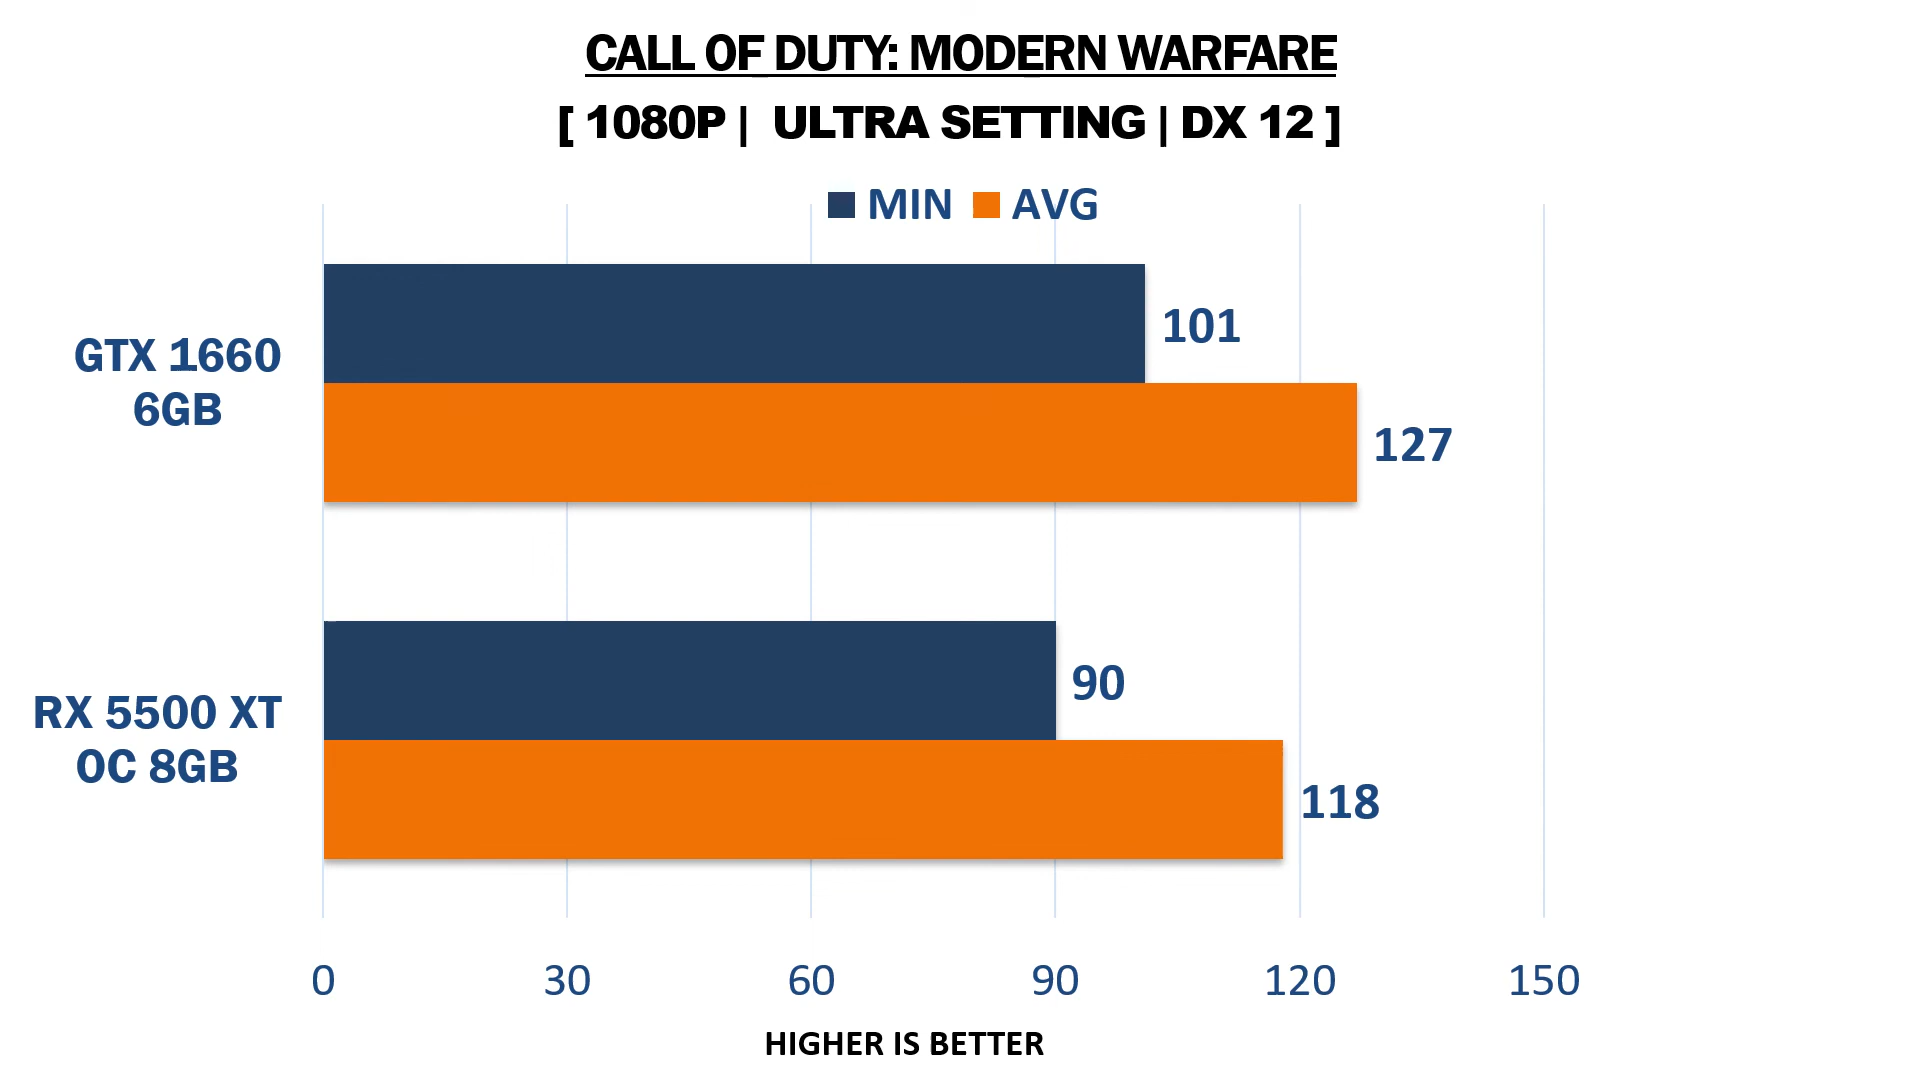 CALL OF DUTY: MODERN WARFARE
[ 1080P | ULTRA SETTING | DX 12 ]
MIN AVG
GTX 1660
6GB
101
127
RX 5500 XT
OC 8GB
90
118
0 30 60 90 120 150
HIGHER IS BETTER